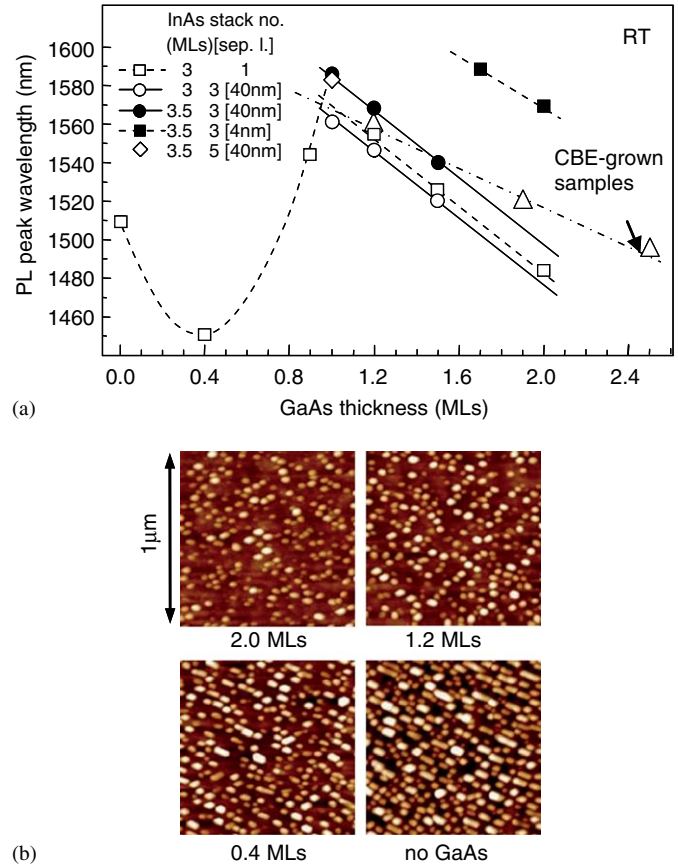 InAs stack no.
(MLs)[sep. l.]
3 1
3 3 [40nm]
3.5 3 [40nm]
3.5 3 [4nm]
3.5 5 [40nm]
RT
CBE-grown
samples
PL peak wavelength (nm)
1600
1580
1560
1540
1520
1500
1480
1460
0.0 0.4 0.8 1.2 1.6 2.0 2.4
(a)
GaAs thickness (MLs)
1μm
2.0 MLs 1.2 MLs
(b)
0.4 MLs no GaAs